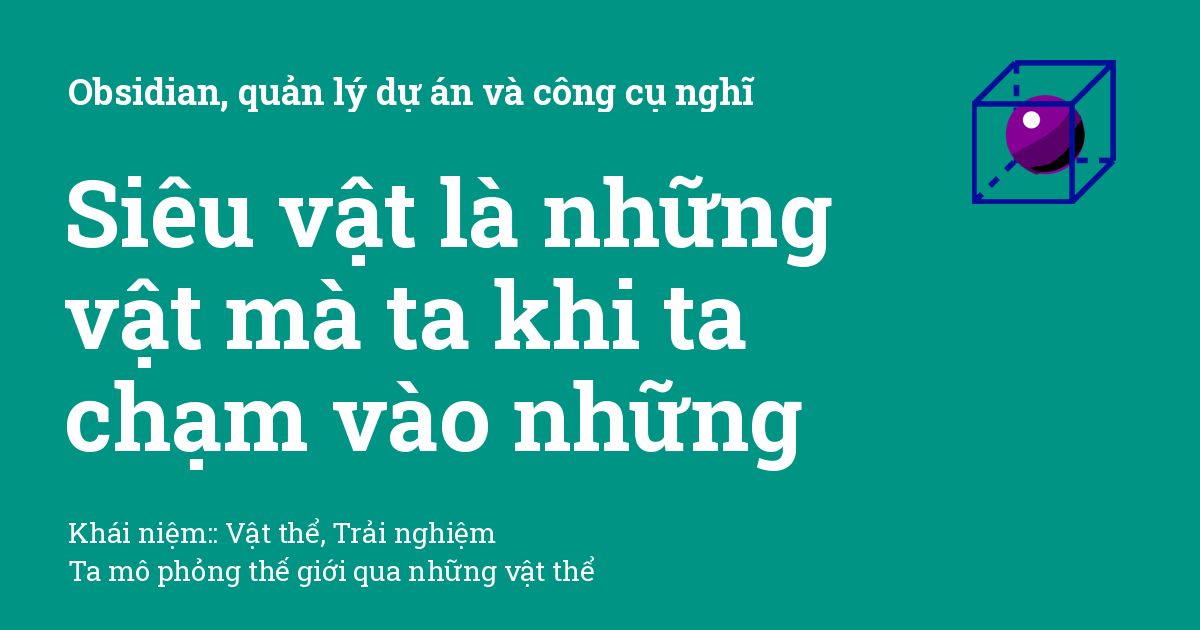 Obsidian, quản lý dự án và công cụ nghĩ
Siêu vật là những
vật mà ta khi ta
chạm vào những
Khái niệm:: Vật thể, Trải nghiệm
Ta mô phỏng thế giới qua những vật thể